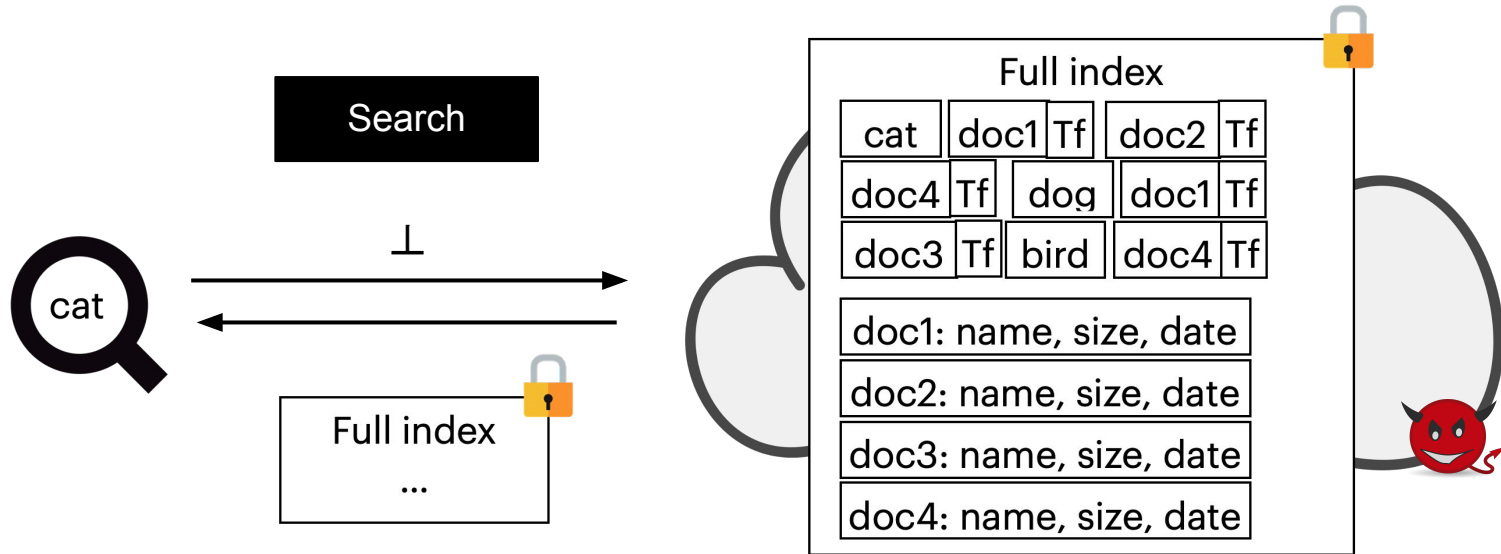 Search
⊥
cat
Full index
...
Full index
cat doc1 Tf doc2 Tf
doc4 Tf dog doc1 Tf
doc3 Tf bird doc4 Tf
doc1: name, size, date
doc2: name, size, date
doc3: name, size, date
doc4: name, size, date